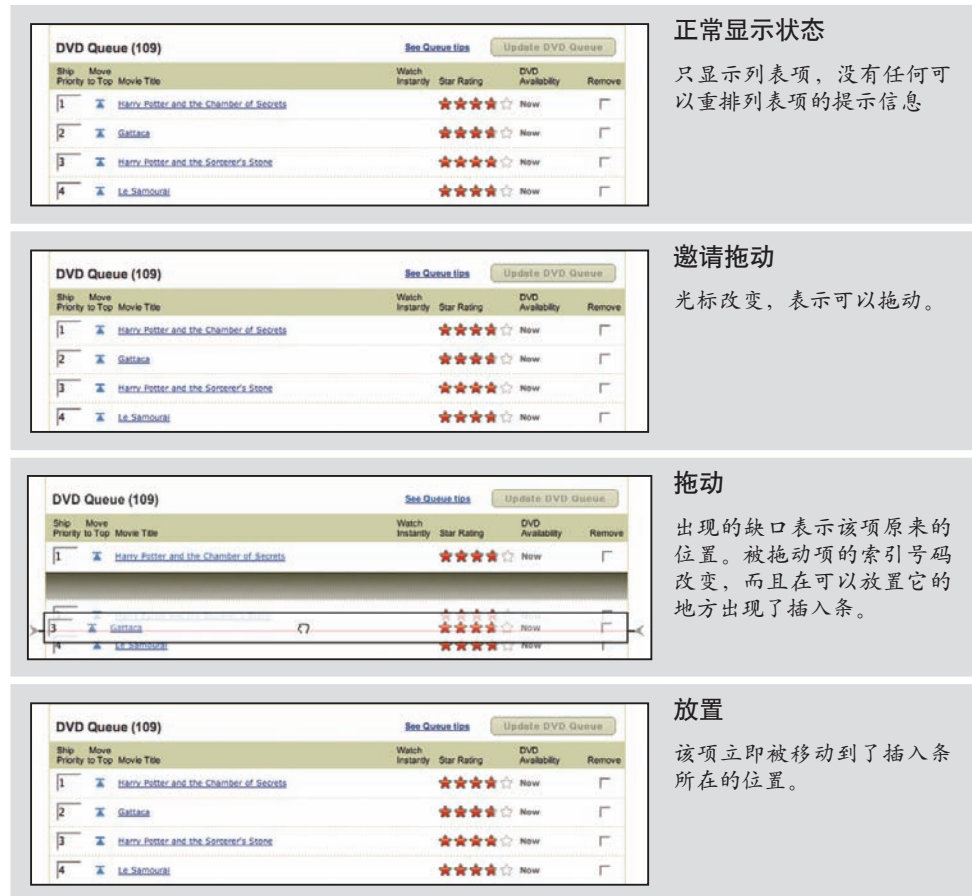 DVD Queue (109) See Queue tips Update DVD Queue
Ship Move Watch DVD
Priority to Top Movie Title Instantly Star Rating Availability Remove
1 Harry Potter and the Chamber of Secrets Now
2 Gattaca Now
3 Harry Potter and the Sorcerer's Stone Now
4 Le Samourai Now
正常显示状态
只显示列表项，没有任何可
以重排列表项的提示信息
DVD Queue (109) See Queue tips Update DVD Queue
Ship Move Watch DVD
Priority to Top Movie Title Instantly Star Rating Availability Remove
1 Harry Potter and the Chamber of Secrets Now
2 Gattaca Now
3 Harry Potter and the Sorcerer's Stone Now
4 Le Samourai Now
邀请拖动
光标改变，表示可以拖动。
DVD Queue (109) See Queue tips Update DVD Queue
Ship Move Watch DVD
Priority to Top Movie Title Instantly Star Rating Availability Remove
1 Harry Potter and the Chamber of Secrets Now
3 Gattaca Now
4 Le Samourai Now
拖动
出现的缺口表示该项原来的
位置。被拖动项的索引号码
改变，而且在可以放置它的
地方出现了插入条。
DVD Queue (109) See Queue tips Update DVD Queue
Ship Move Watch DVD
Priority to Top Movie Title Instantly Star Rating Availability Remove
1 Harry Potter and the Chamber of Secrets Now
2 Gattaca Now
3 Harry Potter and the Sorcerer's Stone Now
4 Le Samourai Now
放置
该项立即被移动到了插入条
所在的位置。